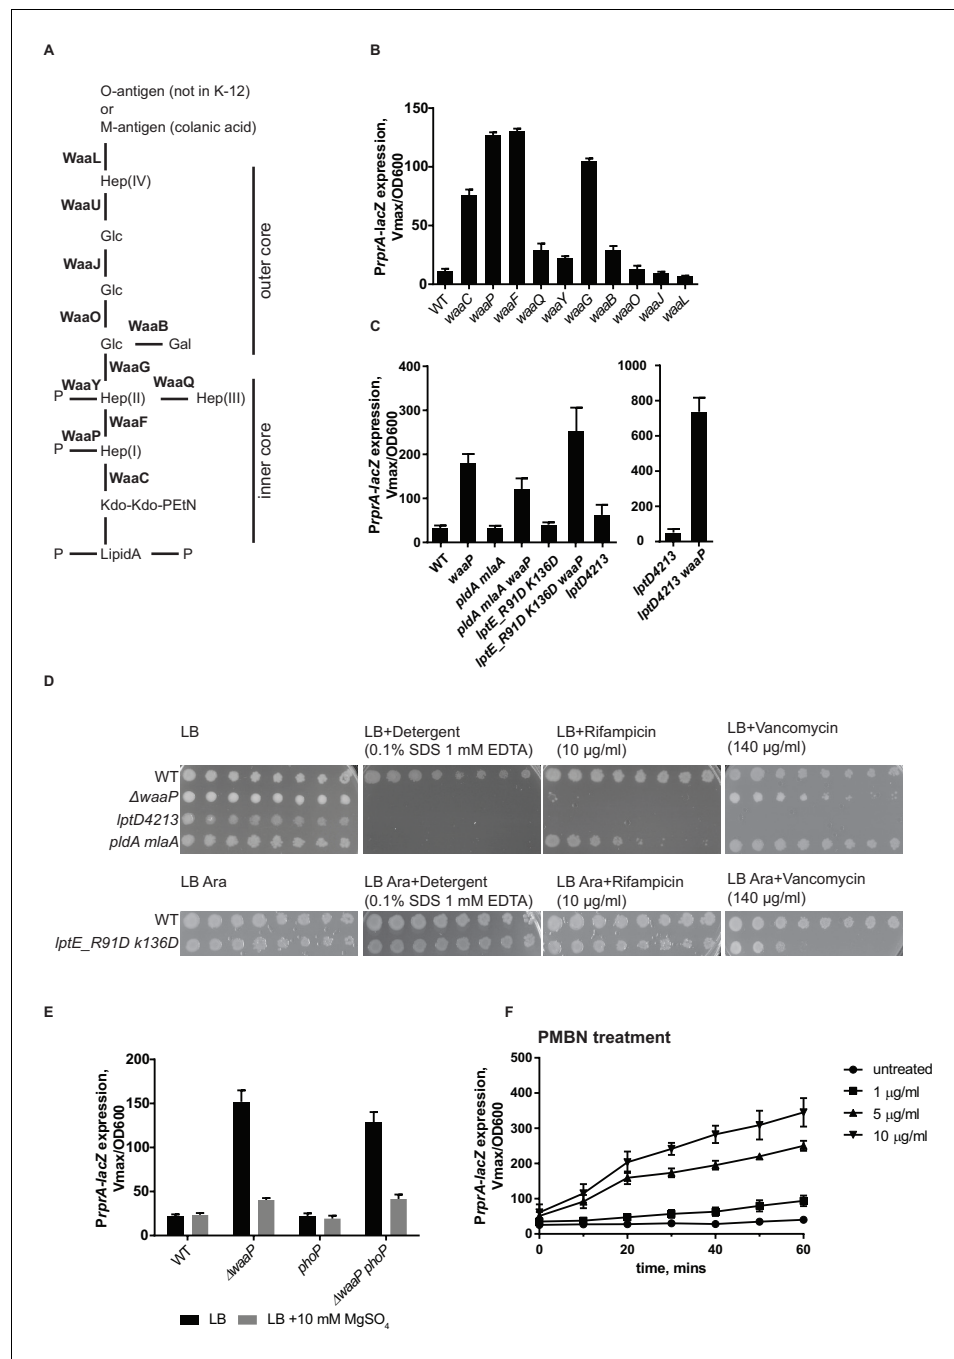 A
O-antigen (not in K-12)
or
M-antigen (colanic acid)
WaaL
Hep(IV)
WaaU
Glc
WaaJ
Glc
WaaO
WaaB
Glc
Gal
WaaG
WaaY
WaaQ
P
Hep(II)
Hep(III)
WaaF
WaaP
P
Hep(I)
WaaC
Kdo-Kdo-PEtN
P
LipidA
P
outer core
inner core
B
PrprA-lacZ expression,
Vmax/OD600
150
100
50
0
WT
waaC
waaP
waaF
waaQ
waaY
waaG
waaB
waaO
waaJ
waaL
C
PrprA-lacZ expression,
Vmax/OD600
400
300
200
100
0
WT
waaP
pldA mlaA
pldA mlaA waaP
lptE_R91D K136D
lptE_R91D K136D waaP
lptD4213
1000
800
600
400
200
0
lptD4213
lptD4213 waaP
D
LB
LB+Detergent
(0.1% SDS 1 mM EDTA)
LB+Rifampicin
(10 µg/ml)
LB+Vancomycin
(140 µg/ml)
WT
ΔwaaP
lptD4213
pldA mlaA
LB Ara
LB Ara+Detergent
(0.1% SDS 1 mM EDTA)
LB Ara+Rifampicin
(10 µg/ml)
LB Ara+Vancomycin
(140 µg/ml)
WT
lptE_R91D k136D
E
PrprA-lacZ expression,
Vmax/OD600
200
150
100
50
0
WT
ΔwaaP
phoP
ΔwaaP phoP
LB
LB +10 mM MgSO4
F
PMBN treatment
PrprA-lacZ expression,
Vmax/OD600
500
400
300
200
100
0
0
20
40
60
time, mins
untreated
1 µg/ml
5 µg/ml
10 µg/ml